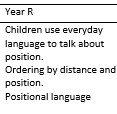 Year R
Children use everyday
language to talk about
position.
Ordering by distance and
position.
Positional language